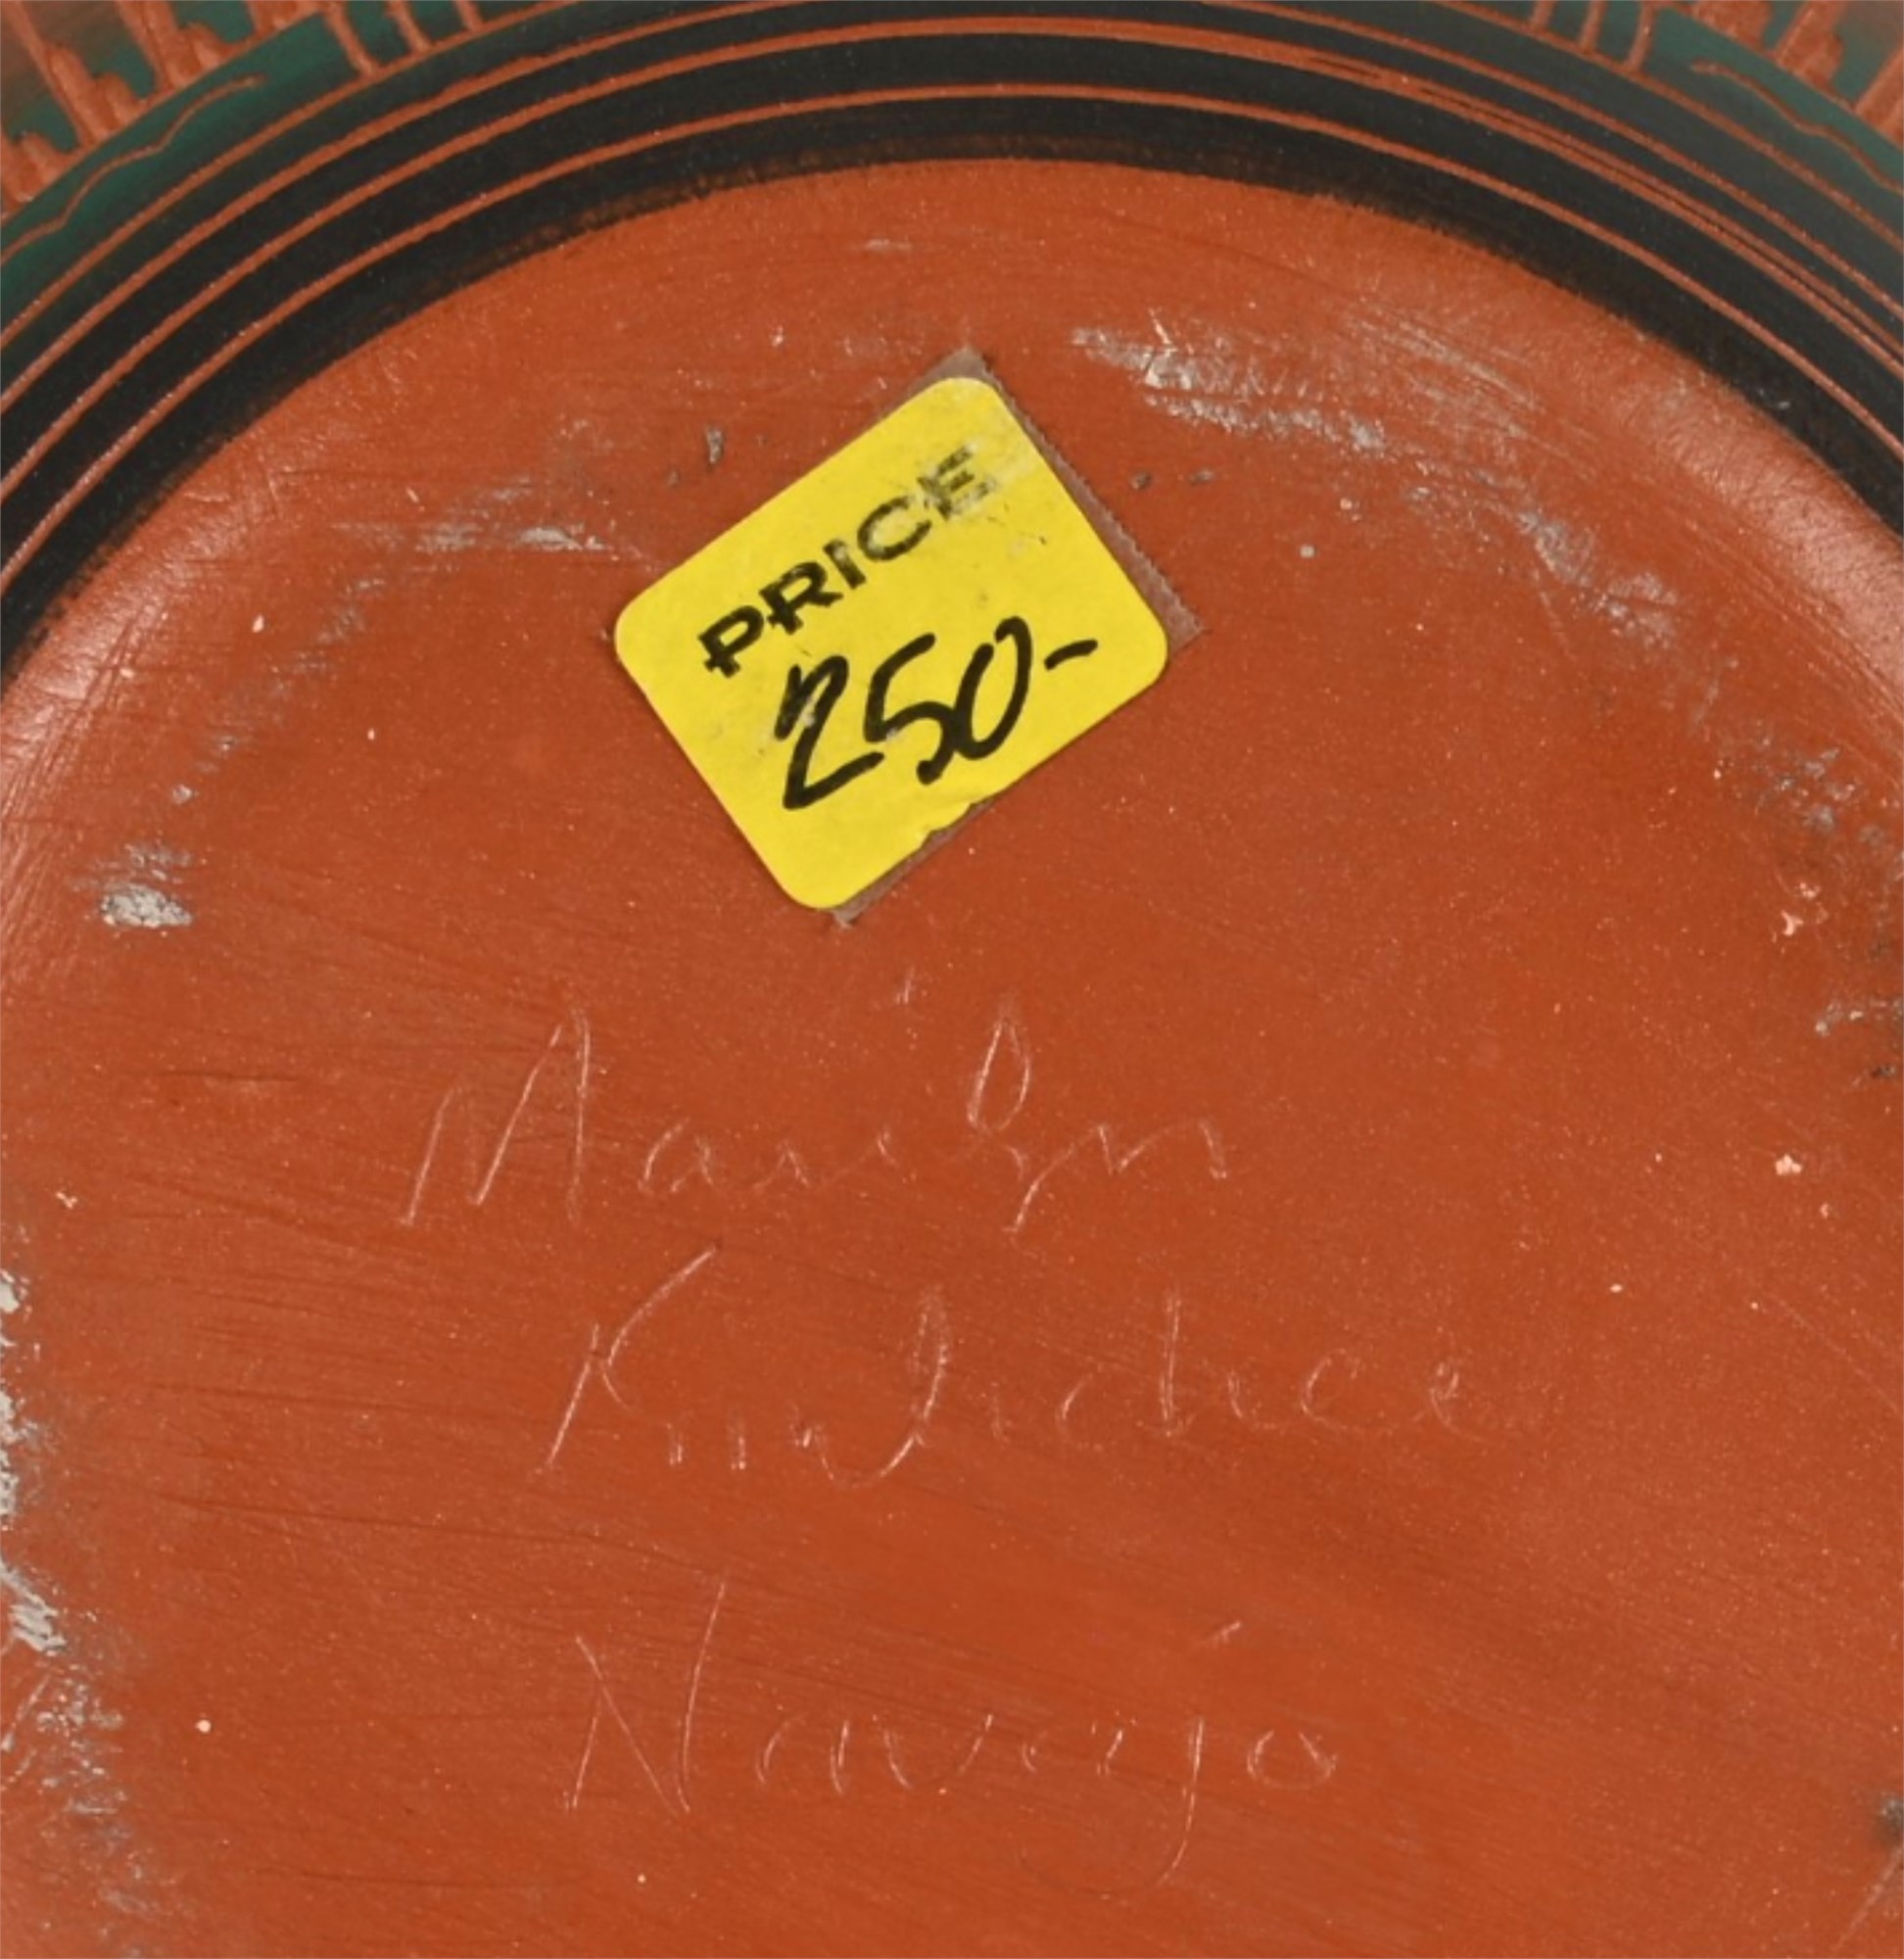 PRICE
250-
Marilyn
Navajo